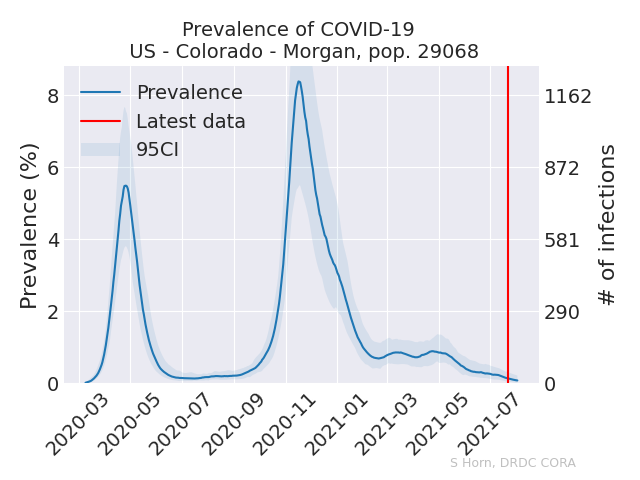 Prevalence of COVID-19
US - Colorado - Morgan, pop. 29068
Prevalence
Latest data
95CI
Prevalence (%)
8
6
4
2
0
1162
872
581
290
0
# of infections
2020-03
2020-05
2020-07
2020-09
2020-11
2021-01
2021-03
2021-05
2021-07
S Horn, DRDC CORA